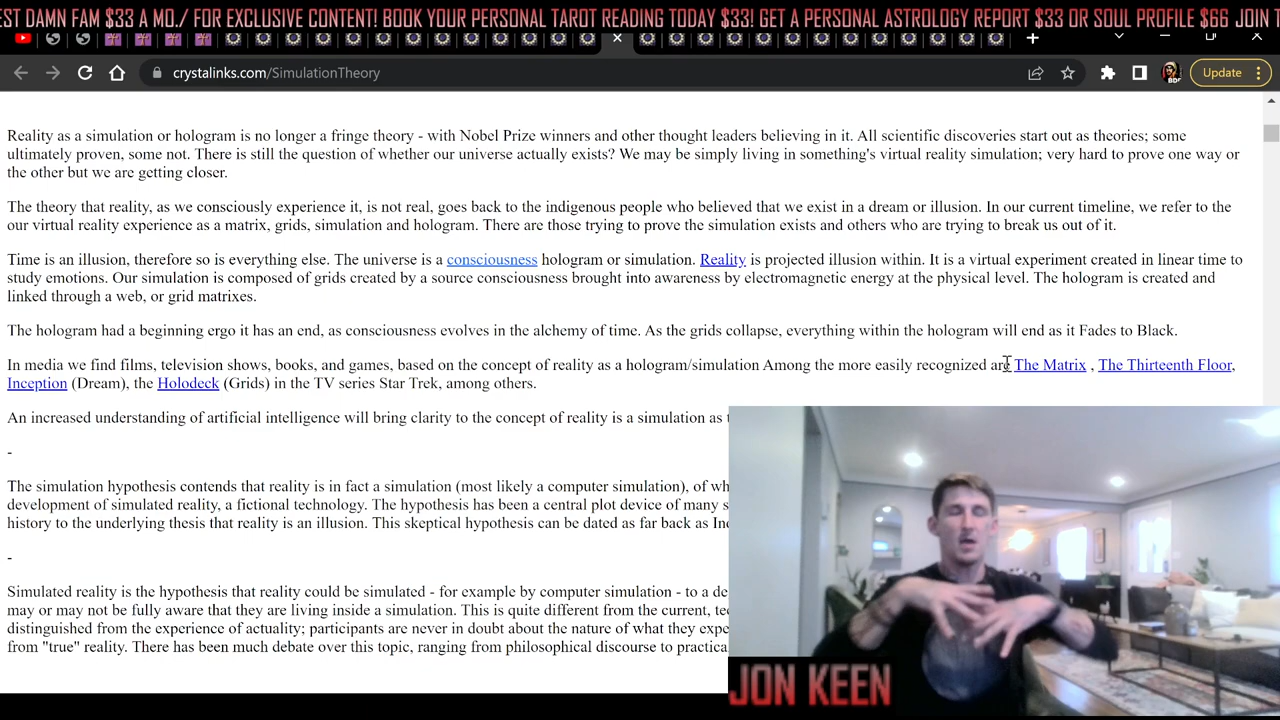 EST DAMN FAM $33 A MO./ FOR EXCLUSIVE CONTENT! BOOK YOUR PERSONAL TAROT READING TODAY $33! GET A PERSONAL ASTROLOGY REPORT $33 OR SOUL PROFILE $66 JOIN T
crystalinks.com/SimulationTheory
BDF
Update
Reality as a simulation or hologram is no longer a fringe theory - with Nobel Prize winners and other thought leaders believing in it. All scientific discoveries start out as theories; some
ultimately proven, some not. There is still the question of whether our universe actually exists? We may be simply living in something's virtual reality simulation; very hard to prove one way or
the other but we are getting closer.
The theory that reality, as we consciously experience it, is not real, goes back to the indigenous people who believed that we exist in a dream or illusion. In our current timeline, we refer to the
our virtual reality experience as a matrix, grids, simulation and hologram. There are those trying to prove the simulation exists and others who are trying to break us out of it.
Time is an illusion, therefore so is everything else. The universe is a consciousness hologram or simulation. Reality is projected illusion within. It is a virtual experiment created in linear time to
study emotions. Our simulation is composed of grids created by a source consciousness brought into awareness by electromagnetic energy at the physical level. The hologram is created and
linked through a web, or grid matrixes.
The hologram had a beginning ergo it has an end, as consciousness evolves in the alchemy of time. As the grids collapse, everything within the hologram will end as it Fades to Black.
In media we find films, television shows, books, and games, based on the concept of reality as a hologram/simulation Among the more easily recognized are The Matrix , The Thirteenth Floor,
Inception (Dream), the Holodeck (Grids) in the TV series Star Trek, among others.
An increased understanding of artificial intelligence will bring clarity to the concept of reality is a simulation as
-
The simulation hypothesis contends that reality is in fact a simulation (most likely a computer simulation), of wh
development of simulated reality, a fictional technology. The hypothesis has been a central plot device of many s
history to the underlying thesis that reality is an illusion. This skeptical hypothesis can be dated as far back as In
-
Simulated reality is the hypothesis that reality could be simulated - for example by computer simulation - to a de
may or may not be fully aware that they are living inside a simulation. This is quite different from the current, te
distinguished from the experience of actuality; participants are never in doubt about the nature of what they expe
from "true" reality. There has been much debate over this topic, ranging from philosophical discourse to practica
JON KEEN